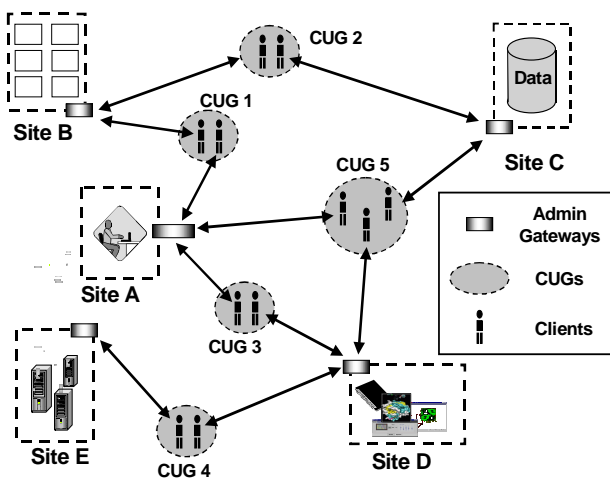 CUG 2
Data
CUG 1
Site B
Site C
CUG 5
Admin
Gateways
Site A
CUGs
CUG 3
Clients
Site E
CUG 4
Site D